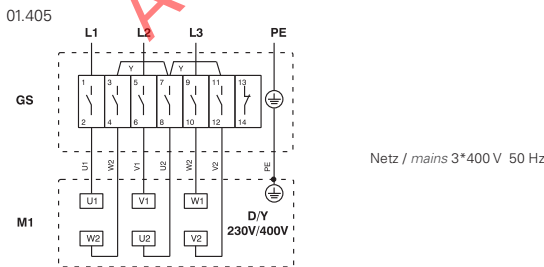 01.405
L1 L2 L3 PE
Y Y
1 3 5 7 9 11 13
GS
2 4 6 8 10 12 14
U1 W2 V1 U2 W2 V2 PE
Netz / mains 3*400 V 50 Hz
U1 V1 W1
M1
D/Y
230V/400V
W2 U2 V2